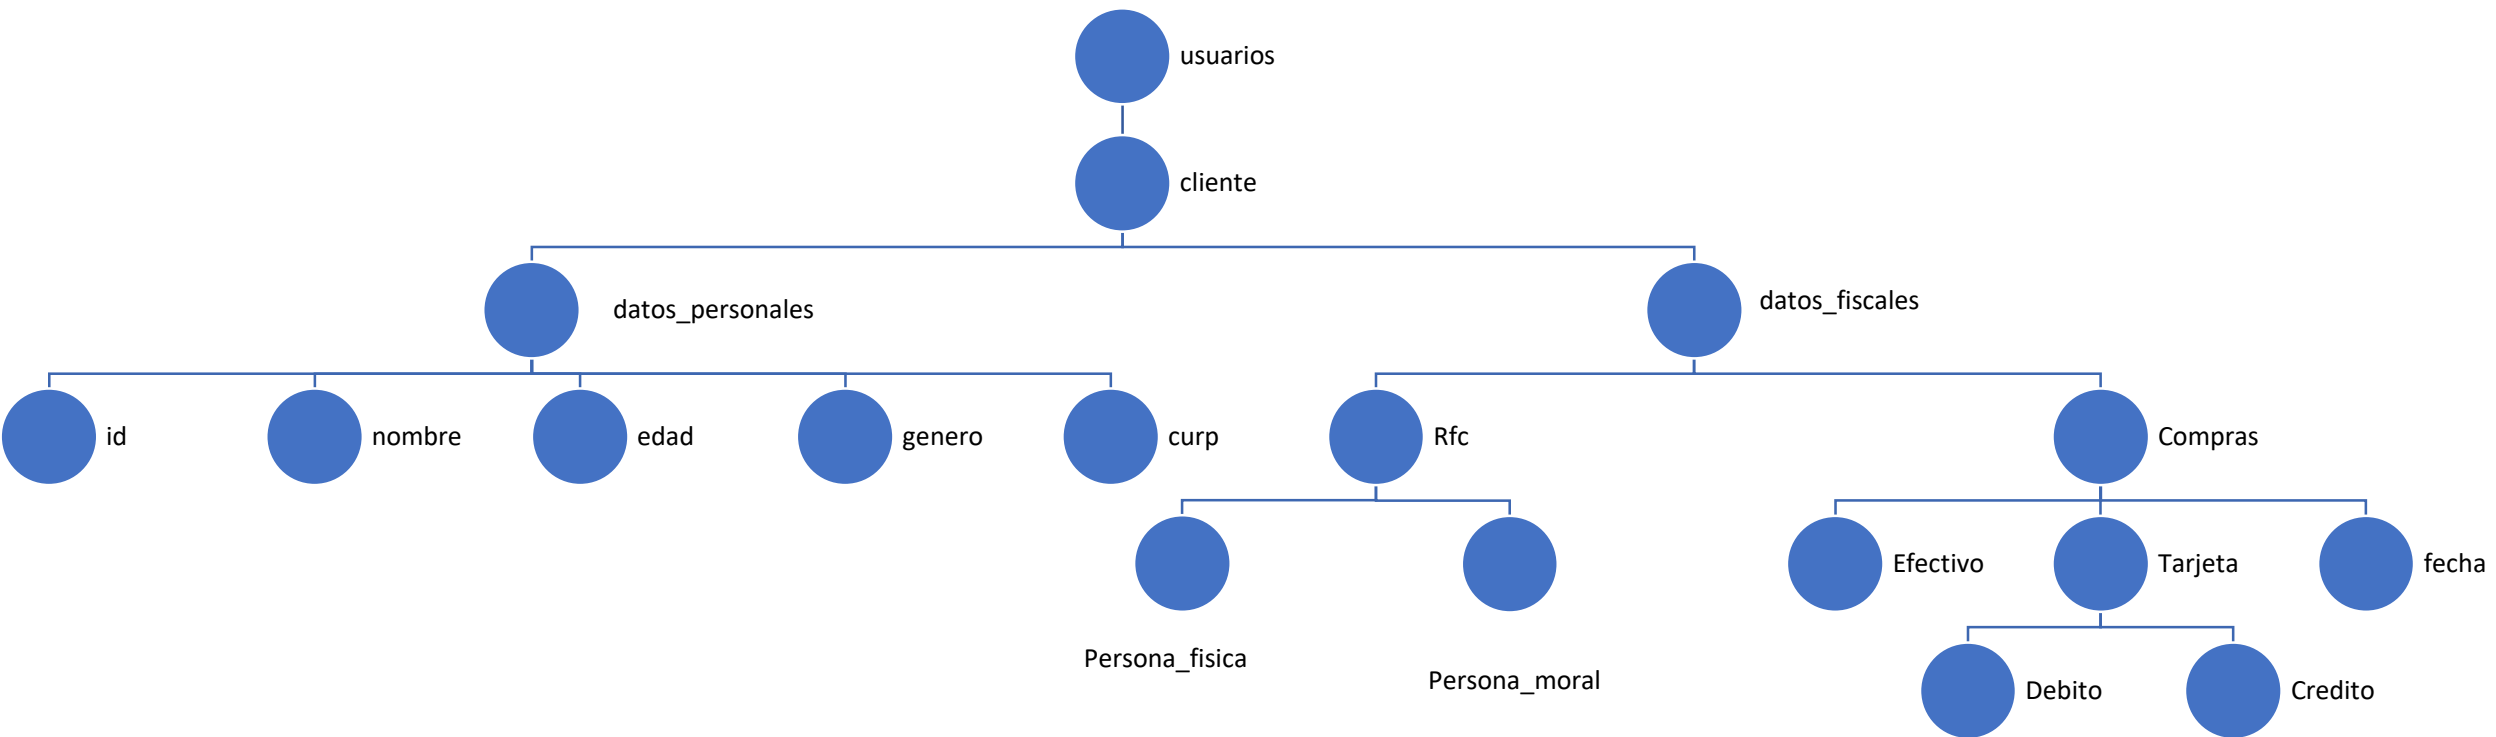 usuarios
cliente
datos_personales
datos_fiscales
id
nombre
edad
genero
curp
Rfc
Compras
Persona_fisica
Persona_moral
Efectivo
Tarjeta
fecha
Debito
Credito